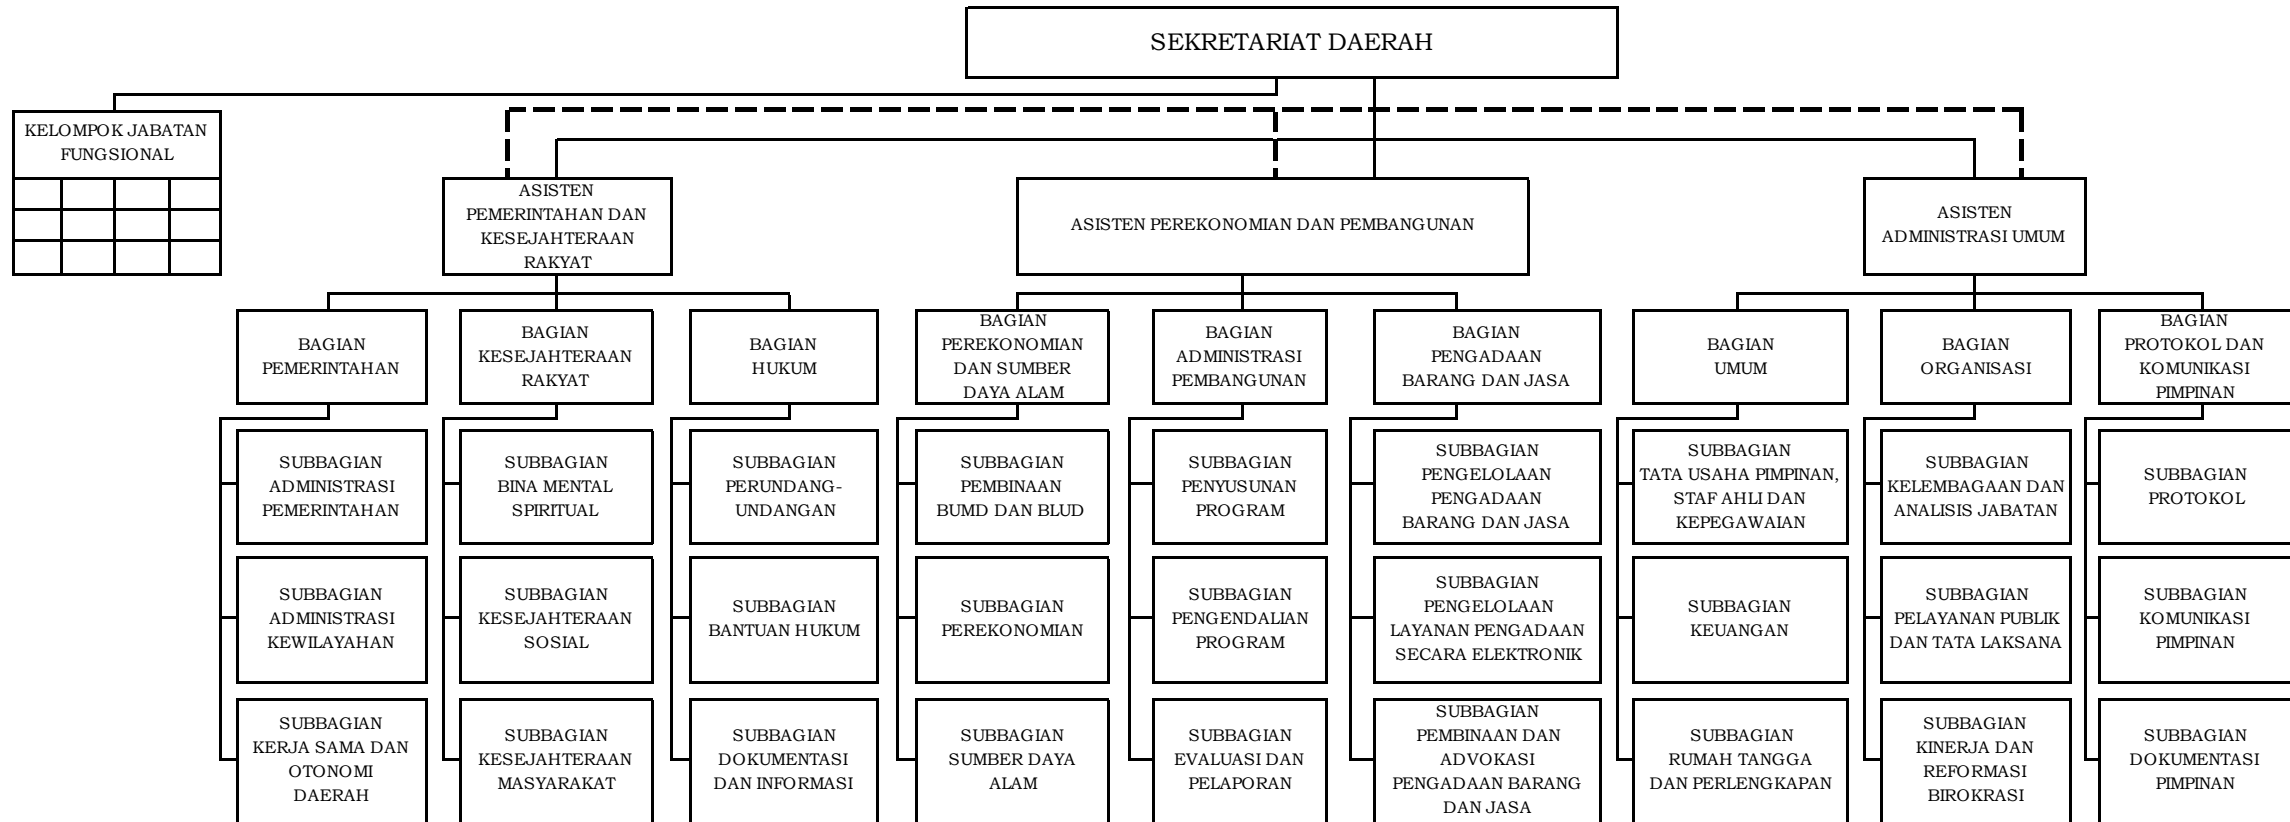 SEKRETARIAT DAERAH
KELOMPOK JABATAN
FUNGSIONAL
ASISTEN
PEMERINTAHAN DAN
KESEJAHTERAAN
RAKYAT
ASISTEN PEREKONOMIAN DAN PEMBANGUNAN
ASISTEN
ADMINISTRASI UMUM
BAGIAN
PEMERINTAHAN
BAGIAN
KESEJAHTERAAN
RAKYAT
BAGIAN
HUKUM
BAGIAN
PEREKONOMIAN
DAN SUMBER
DAYA ALAM
BAGIAN
ADMINISTRASI
PEMBANGUNAN
BAGIAN
PENGADAAN
BARANG DAN JASA
BAGIAN
UMUM
BAGIAN
ORGANISASI
BAGIAN
PROTOKOL DAN
KOMUNIKASI
PIMPINAN
SUBBAGIAN
ADMINISTRASI
PEMERINTAHAN
SUBBAGIAN
BINA MENTAL
SPIRITUAL
SUBBAGIAN
PERUNDANG-
UNDANGAN
SUBBAGIAN
PEMBINAAN
BUMD DAN BLUD
SUBBAGIAN
PENYUSUNAN
PROGRAM
SUBBAGIAN
PENGELOLAAN
PENGADAAN
BARANG DAN JASA
SUBBAGIAN
TATA USAHA PIMPINAN,
STAF AHLI DAN
KEPEGAWAIAN
SUBBAGIAN
KELEMBAGAAN DAN
ANALISIS JABATAN
SUBBAGIAN
PROTOKOL
SUBBAGIAN
ADMINISTRASI
KEWILAYAHAN
SUBBAGIAN
KESEJAHTERAAN
SOSIAL
SUBBAGIAN
BANTUAN HUKUM
SUBBAGIAN
PEREKONOMIAN
SUBBAGIAN
PENGENDALIAN
PROGRAM
SUBBAGIAN
PENGELOLAAN
LAYANAN PENGADAAN
SECARA ELEKTRONIK
SUBBAGIAN
KEUANGAN
SUBBAGIAN
PELAYANAN PUBLIK
DAN TATA LAKSANA
SUBBAGIAN
KOMUNIKASI
PIMPINAN
SUBBAGIAN
KERJA SAMA DAN
OTONOMI
DAERAH
SUBBAGIAN
KESEJAHTERAAN
MASYARAKAT
SUBBAGIAN
DOKUMENTASI
DAN INFORMASI
SUBBAGIAN
SUMBER DAYA
ALAM
SUBBAGIAN
EVALUASI DAN
PELAPORAN
SUBBAGIAN
PEMBINAAN DAN
ADVOKASI
PENGADAAN BARANG
DAN JASA
SUBBAGIAN
RUMAH TANGGA
DAN PERLENGKAPAN
SUBBAGIAN
KINERJA DAN
REFORMASI
BIROKRASI
SUBBAGIAN
DOKUMENTASI
PIMPINAN